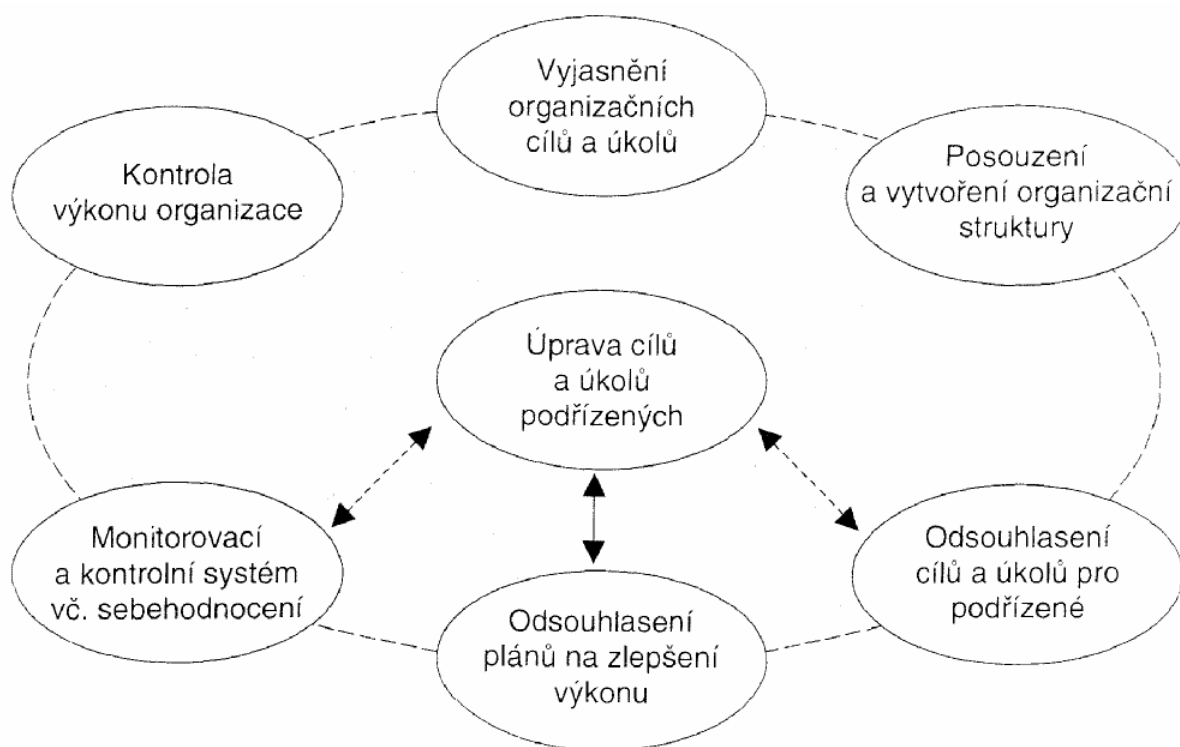 Vyjasnění
organizačních
cílů a úkolů
Kontrola
výkonu organizace
Posouzení
a vytvoření organizační
struktury
Úprava cílů
a úkolů
podřízených
Monitorovací
a kontrolní systém
vč. sebehodnocení
Odsouhlasení
cílů a úkolů pro
podřízené
Odsouhlasení
plánů na zlepšení
výkonu